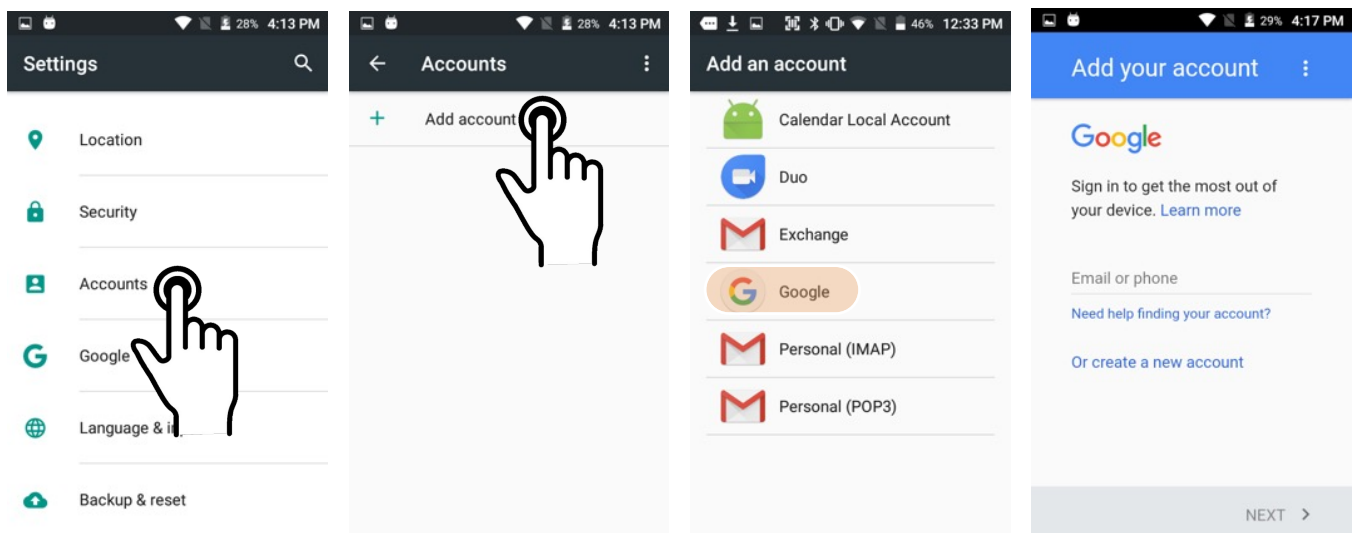 28% 4:13 PM
Settings
Location
Security
Accounts
Google
Language &
Backup & reset
28% 4:13 PM
Accounts
Add account
46% 12:33 PM
Add an account
Calendar Local Account
Duo
Exchange
Google
Personal (IMAP)
Personal (POP3)
29% 4:17 PM
Add your account
Google
Sign in to get the most out of
your device. Learn more
Email or phone
Need help finding your account?
Or create a new account
NEXT